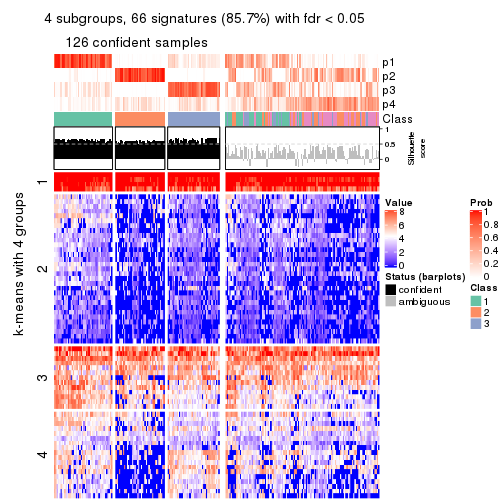 4 subgroups, 66 signatures (85.7%) with fdr < 0.05
126 confident samples
p1
p2
p3
p4
Class
1
0.5
0
Silhouette
score
k-means with 4 groups
1
2
3
4
Value
8
6
4
2
0
Status (barplots)
confident
ambiguous
Prob
1
0.8
0.6
0.4
0.2
0
Class
1
2
3